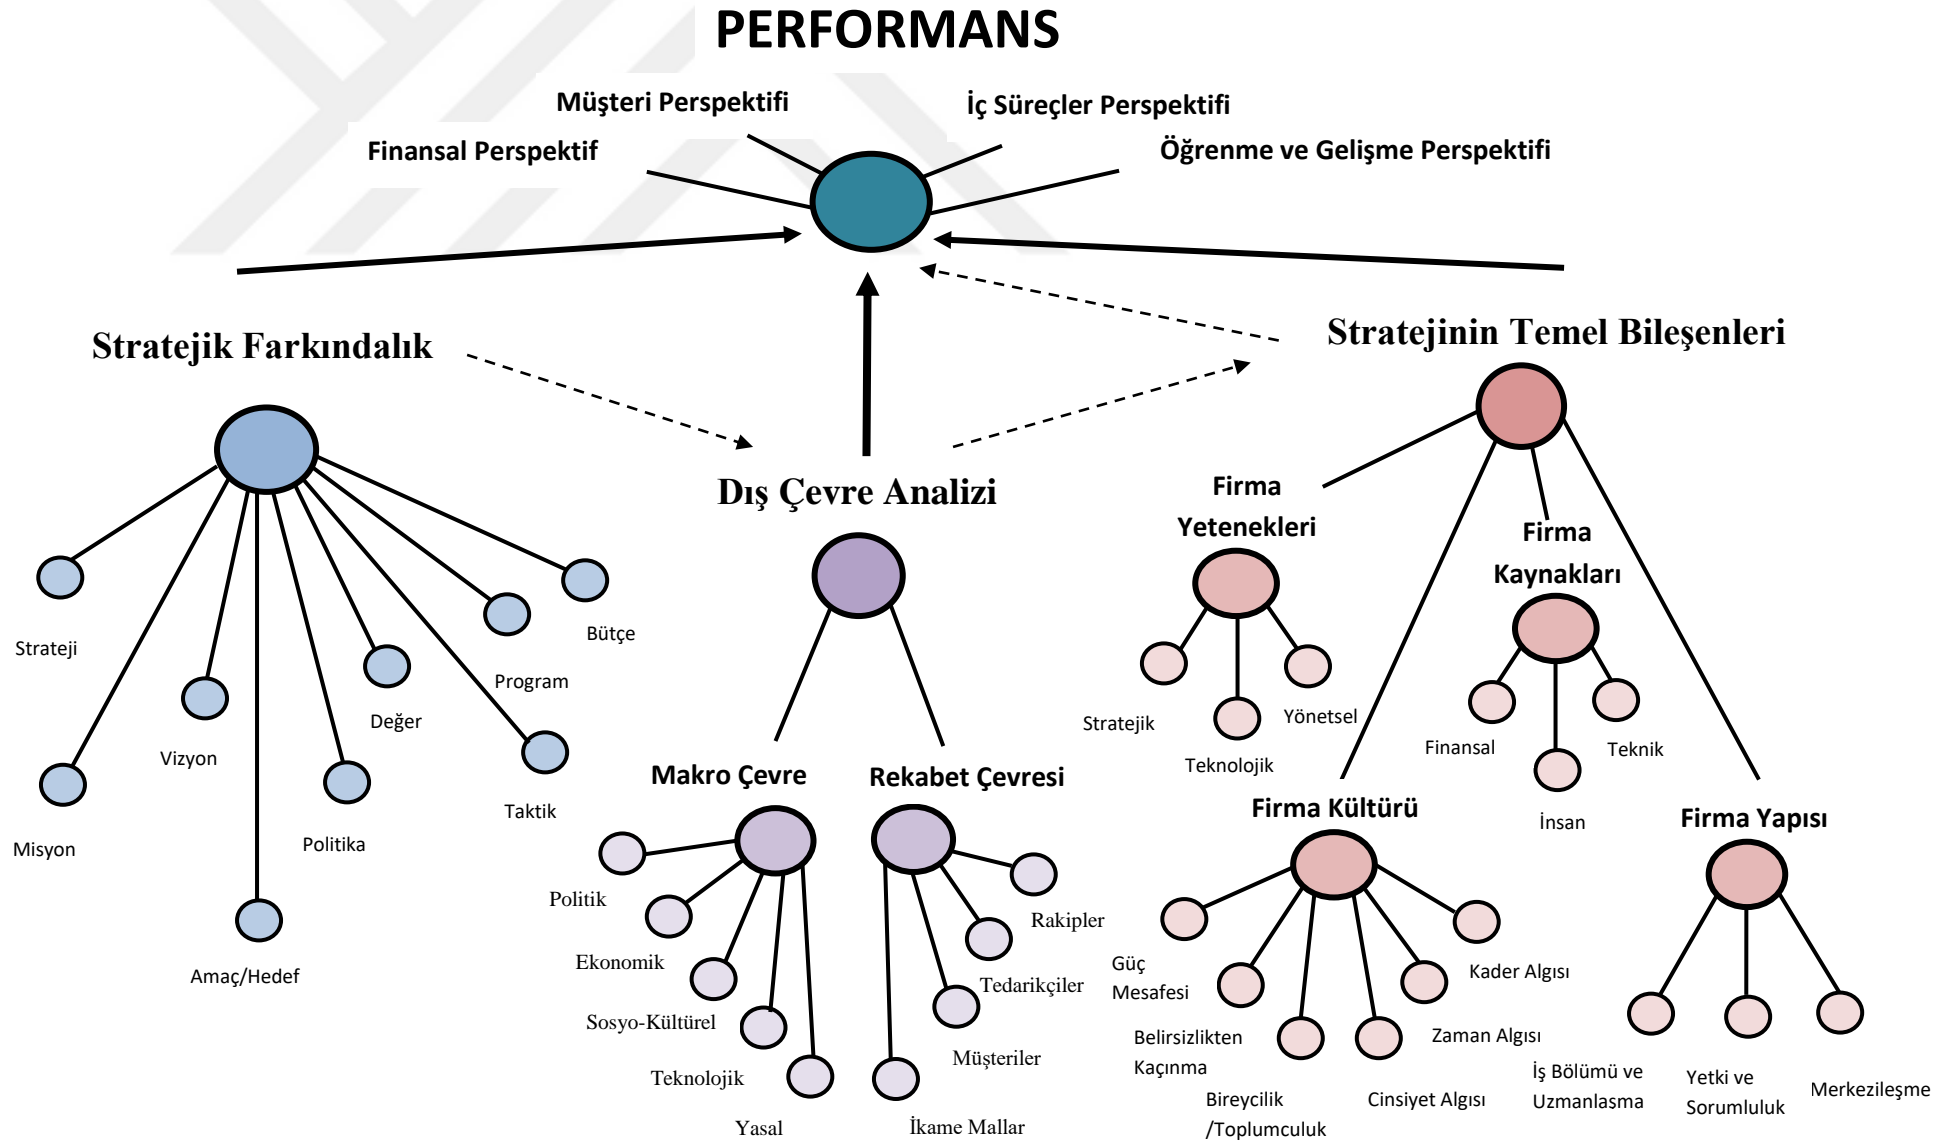 PERFORMANS
Müşteri Perspektifi
İç Süreçler Perspektifi
Finansal Perspektif
Öğrenme ve Gelişme Perspektifi
Stratejik Farkındalık
Stratejinin Temel Bileşenleri
Dış Çevre Analizi
Strateji
Misyon
Vizyon
Amaç/Hedef
Politika
Değer
Taktik
Program
Bütçe
Makro Çevre
Rekabet Çevresi
Politik
Ekonomik
Sosyo-Kültürel
Teknolojik
Yasal
Rakipler
Tedarikçiler
Müşteriler
İkame Mallar
Firma
Yetenekleri
Stratejik
Teknolojik
Yönetsel
Firma
Kaynakları
Finansal
İnsan
Teknik
Firma Kültürü
Güç
Mesafesi
Belirsizlikten
Kaçınma
Bireycilik
/Toplumculuk
Cinsiyet Algısı
Zaman Algısı
Kader Algısı
Firma Yapısı
İş Bölümü ve
Uzmanlaşma
Yetki ve
Sorumluluk
Merkezileşme